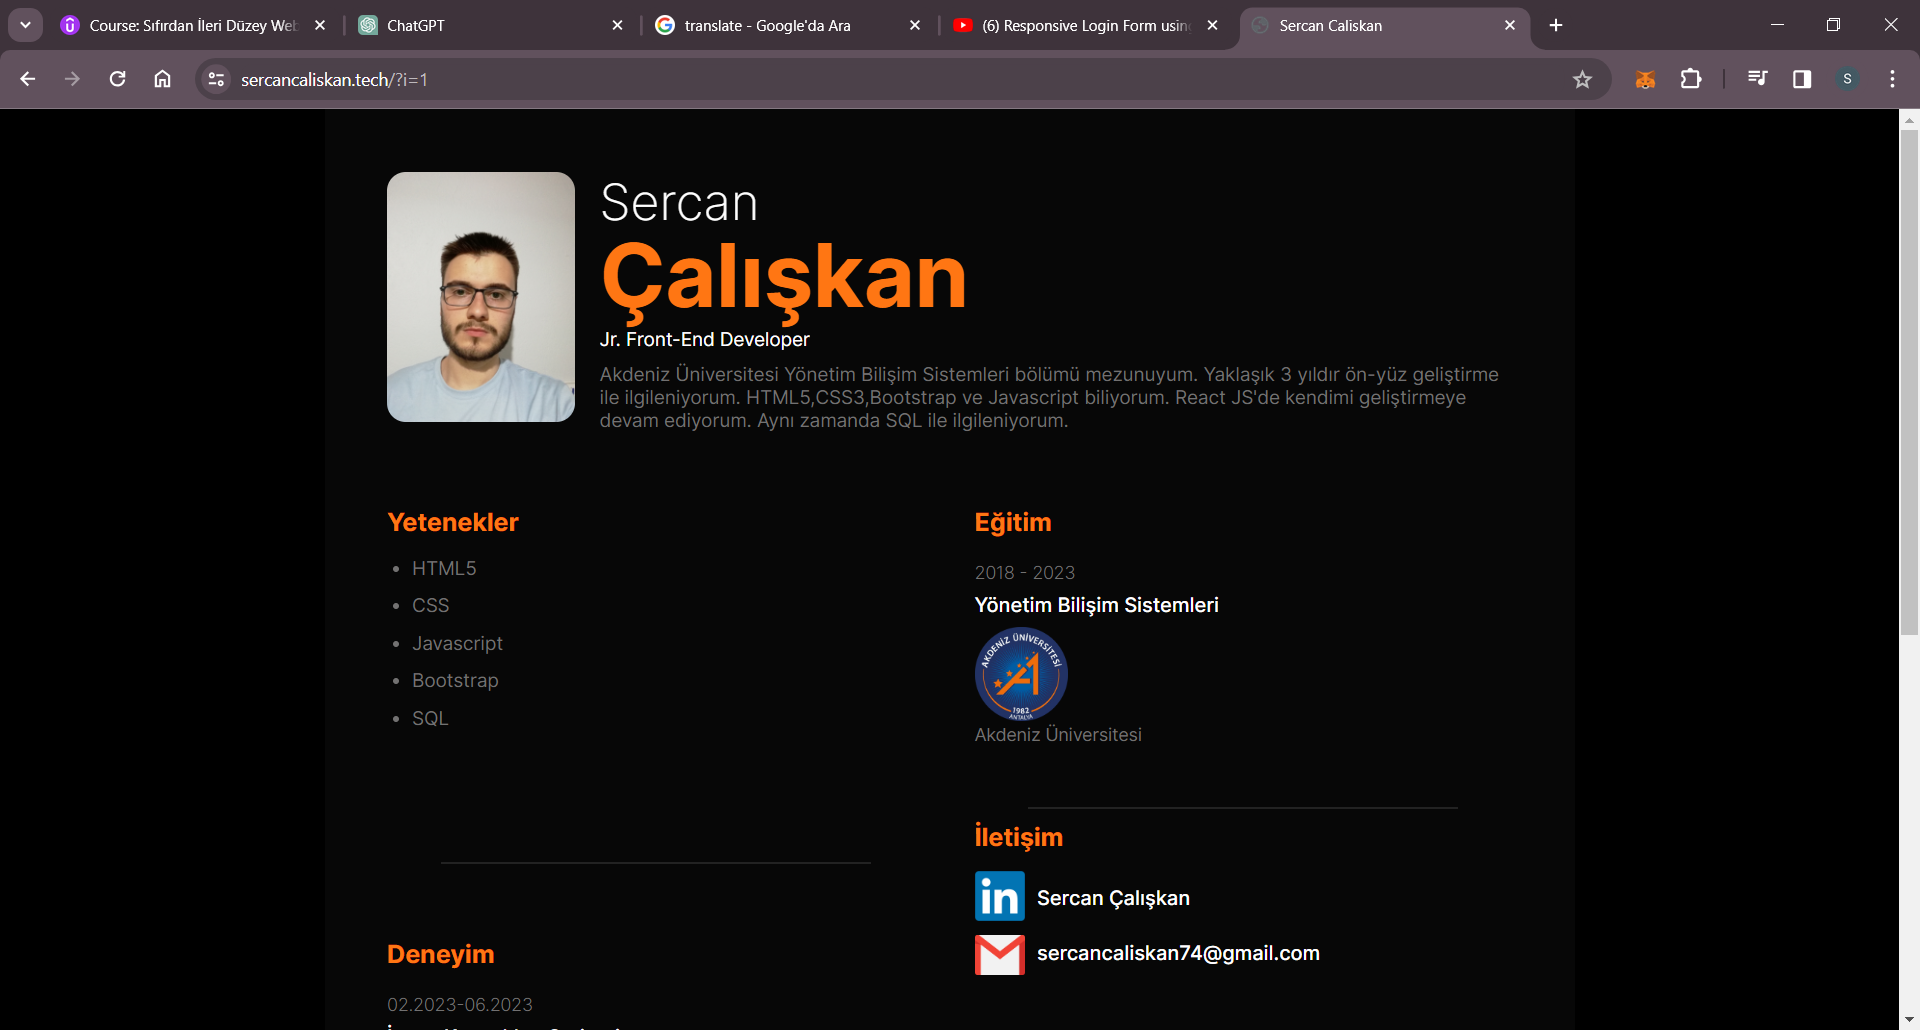 Course: Sıfırdan İleri Düzey Web
ChatGPT
translate - Google'da Ara
(6) Responsive Login Form using
Sercan Caliskan
sercancaliskan.tech/?i=1
S
Sercan
Çalışkan
Jr. Front-End Developer
Akdeniz Üniversitesi Yönetim Bilişim Sistemleri bölümü mezunuyum. Yaklaşık 3 yıldır ön-yüz geliştirme
ile ilgileniyorum. HTML5,CSS3,Bootstrap ve Javascript biliyorum. React JS'de kendimi geliştirmeye
devam ediyorum. Aynı zamanda SQL ile ilgileniyorum.
Yetenekler
• HTML5
• CSS
• Javascript
• Bootstrap
• SQL
Eğitim
2018 - 2023
Yönetim Bilişim Sistemleri
AKDENİZ ÜNİVERSİTESİ
1982
ANTALYA
Akdeniz Üniversitesi
İletişim
in Sercan Çalışkan
sercancaliskan74@gmail.com
Deneyim
02.2023-06.2023